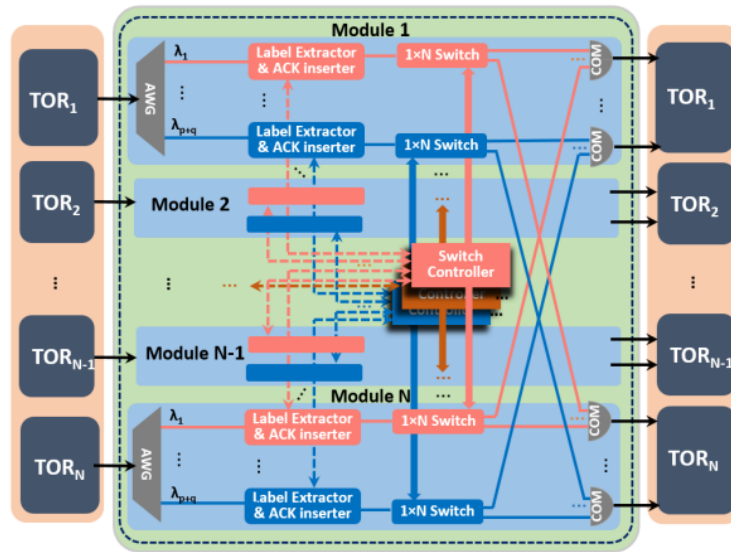 Module 1
TOR1
AWG
λ1
Label Extractor
& ACK inserter
1×N Switch
COM
TOR1
λp+q
Label Extractor
& ACK inserter
1×N Switch
COM
TOR2
Module 2
TOR2
Switch
Controller
Controller
Controller
TORN-1
Module N-1
TORN-1
Module N
TORN
AWG
λ1
Label Extractor
& ACK inserter
1×N Switch
COM
TORN
λp+q
Label Extractor
& ACK inserter
1×N Switch
COM